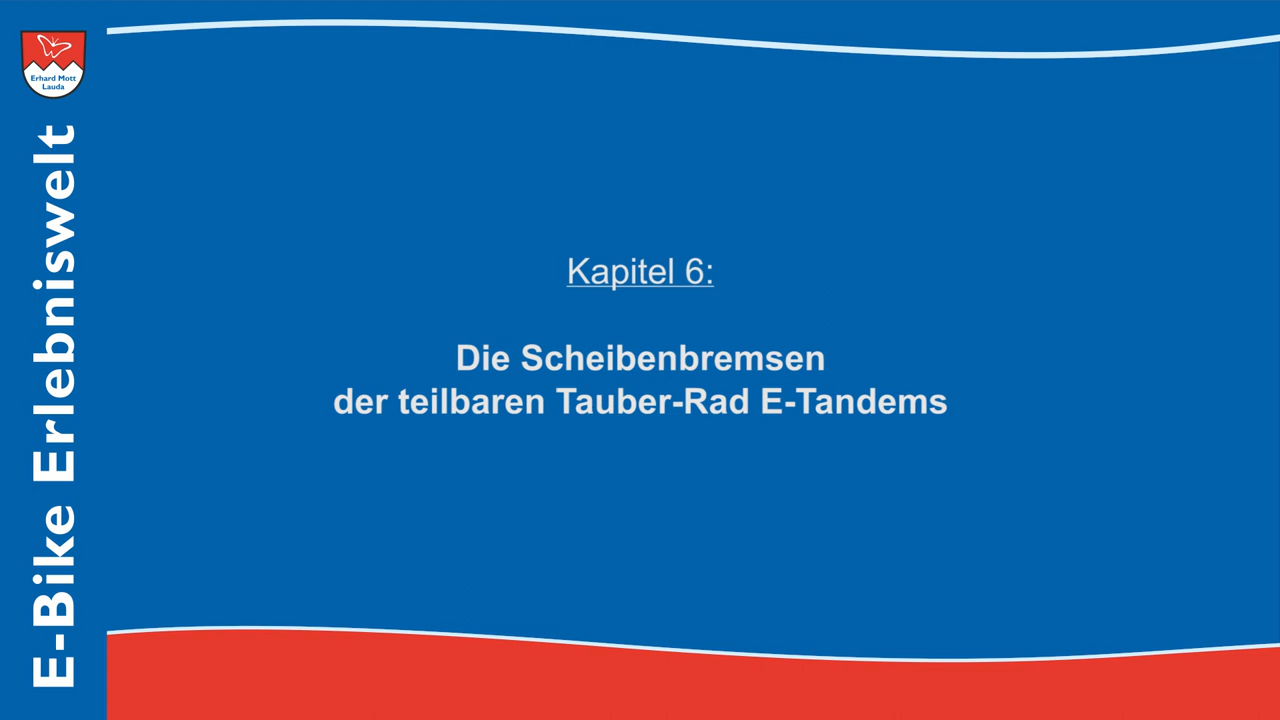 Erhard Mott
Lauda
E-Bike Erlebniswelt
Kapitel 6:
Die Scheibenbremsen
der teilbaren Tauber-Rad E-Tandems